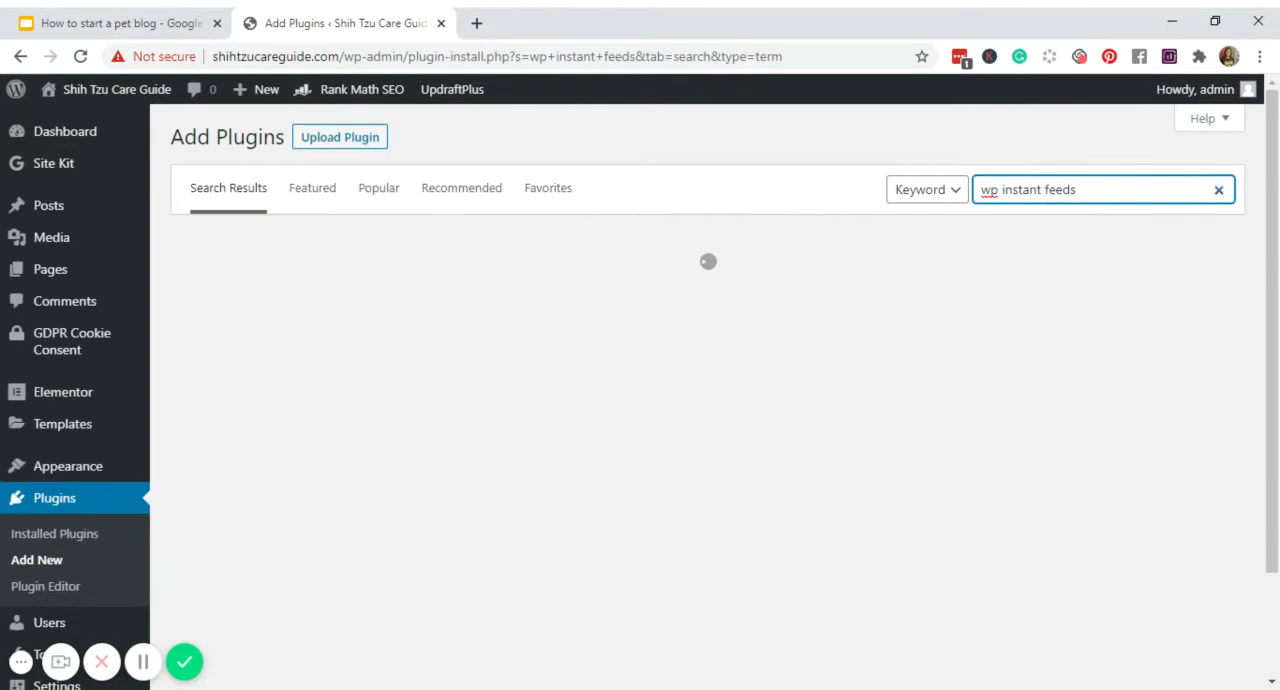 How to start a pet blog - Google
Add Plugins ‹ Shih Tzu Care Guid
Not secure
shihtzucareguide.com/wp-admin/plugin-install.php?s=wp+instant+feeds&tab=search&type=term
1
Shih Tzu Care Guide
0
New
Rank Math SEO
UpdraftPlus
Howdy, admin
Dashboard
Site Kit
Posts
Media
Pages
Comments
GDPR Cookie
Consent
Elementor
Templates
Appearance
Plugins
Installed Plugins
Add New
Plugin Editor
Users
To
Settings
Add Plugins
Upload Plugin
Help
Search Results
Featured
Popular
Recommended
Favorites
Keyword
wp instant feeds